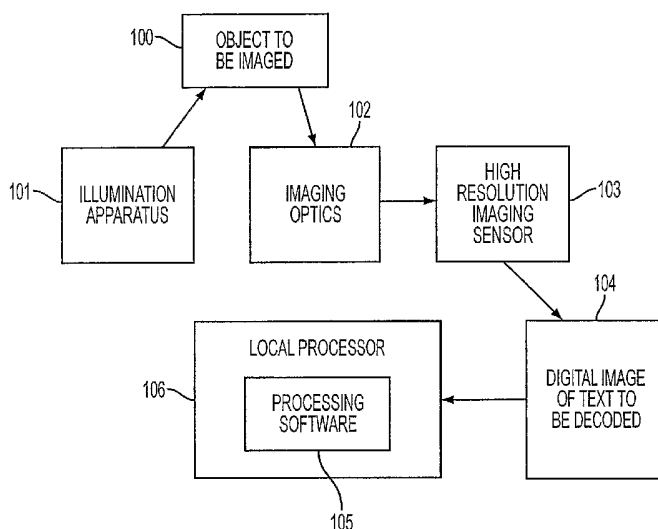 100
OBJECT TO
BE IMAGED
102
101
ILLUMINATION
APPARATUS
IMAGING
OPTICS
HIGH
RESOLUTION
IMAGING
SENSOR
103
104
LOCAL PROCESSOR
106
PROCESSING
SOFTWARE
105
DIGITAL IMAGE
OF TEXT TO
BE DECODED